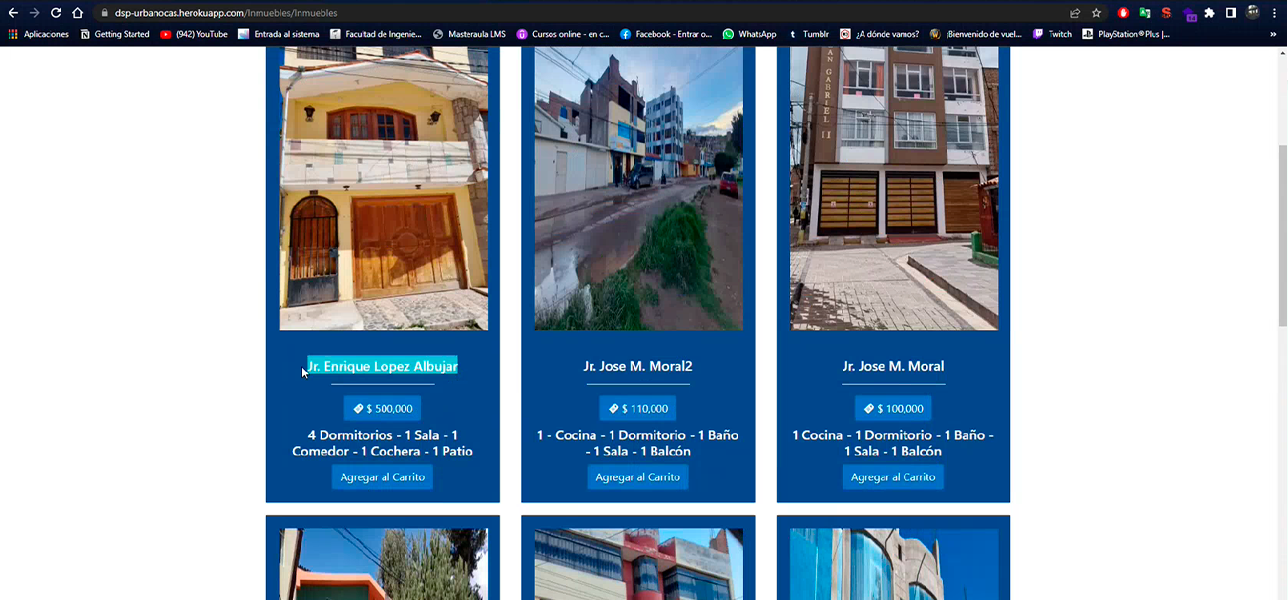 dsp-urbanocas.herokuapp.com/Inmuebles/Inmuebles
Aplicaciones
Getting Started
(942) YouTube
Entrada al sistema
Facultad de Ingenie...
Masteraula LMS
Cursos online - en c...
Facebook - Entrar o...
WhatsApp
Tumblr
¿A dónde vamos?
¡Bienvenido de vuel...
Twitch
PlayStation®Plus |...
»
AN GABRIEL II
Jr. Enrique Lopez Albujar
$ 500,000
4 Dormitorios - 1 Sala - 1
Comedor - 1 Cochera - 1 Patio
Agregar al Carrito
Jr. Jose M. Moral2
$ 110,000
1 - Cocina - 1 Dormitorio - 1 Baño
- 1 Sala - 1 Balcón
Agregar al Carrito
Jr. Jose M. Moral
$ 100,000
1 Cocina - 1 Dormitorio - 1 Baño -
1 Sala - 1 Balcón
Agregar al Carrito